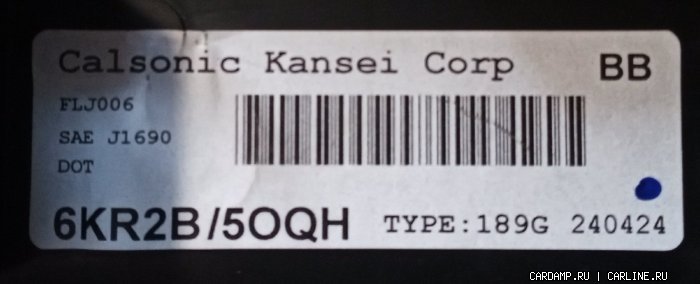 Calsonic Kansei Corp BB
FLJ006
SAE J1690
DOT
6KR2B/5OQH TYPE:189G 240424
CARDAMP.RU | CARLINE.RU